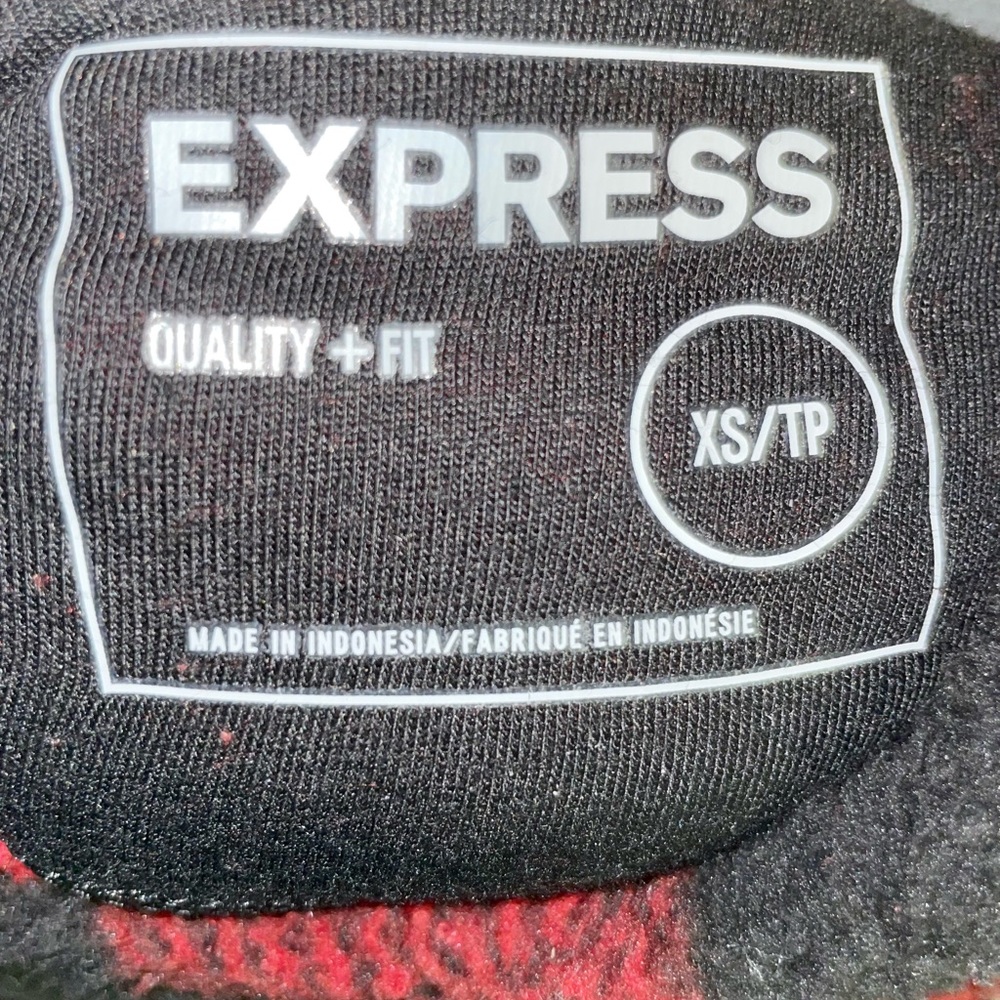 EXPRESS
QUALITY + FIT
XS/TP
MADE IN INDONESIA/FABRIQUÉ EN INDONÉSIE